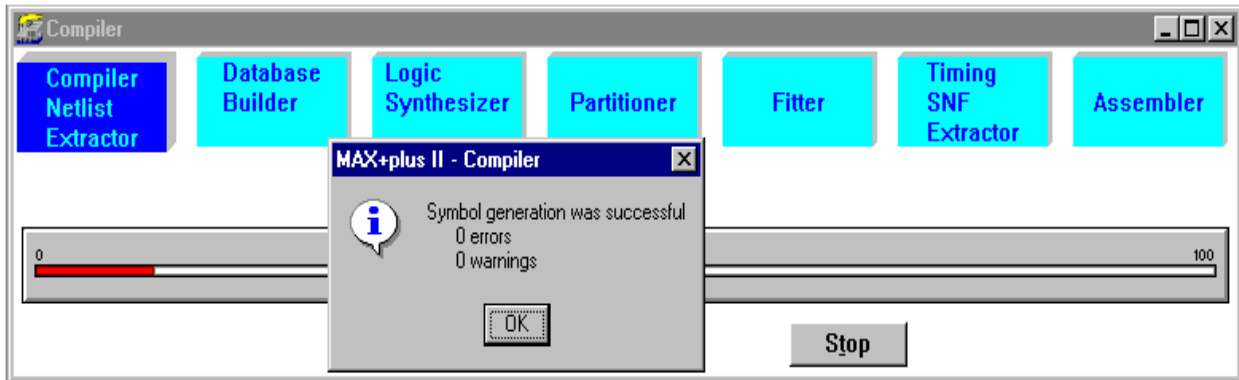 Compiler
Compiler
Netlist
Extractor
Database
Builder
Logic
Synthesizer
Partitioner
Fitter
Timing
SNF
Extractor
Assembler
MAX+plus II - Compiler
Symbol generation was successful
0 errors
0 warnings
OK
0
100
Stop